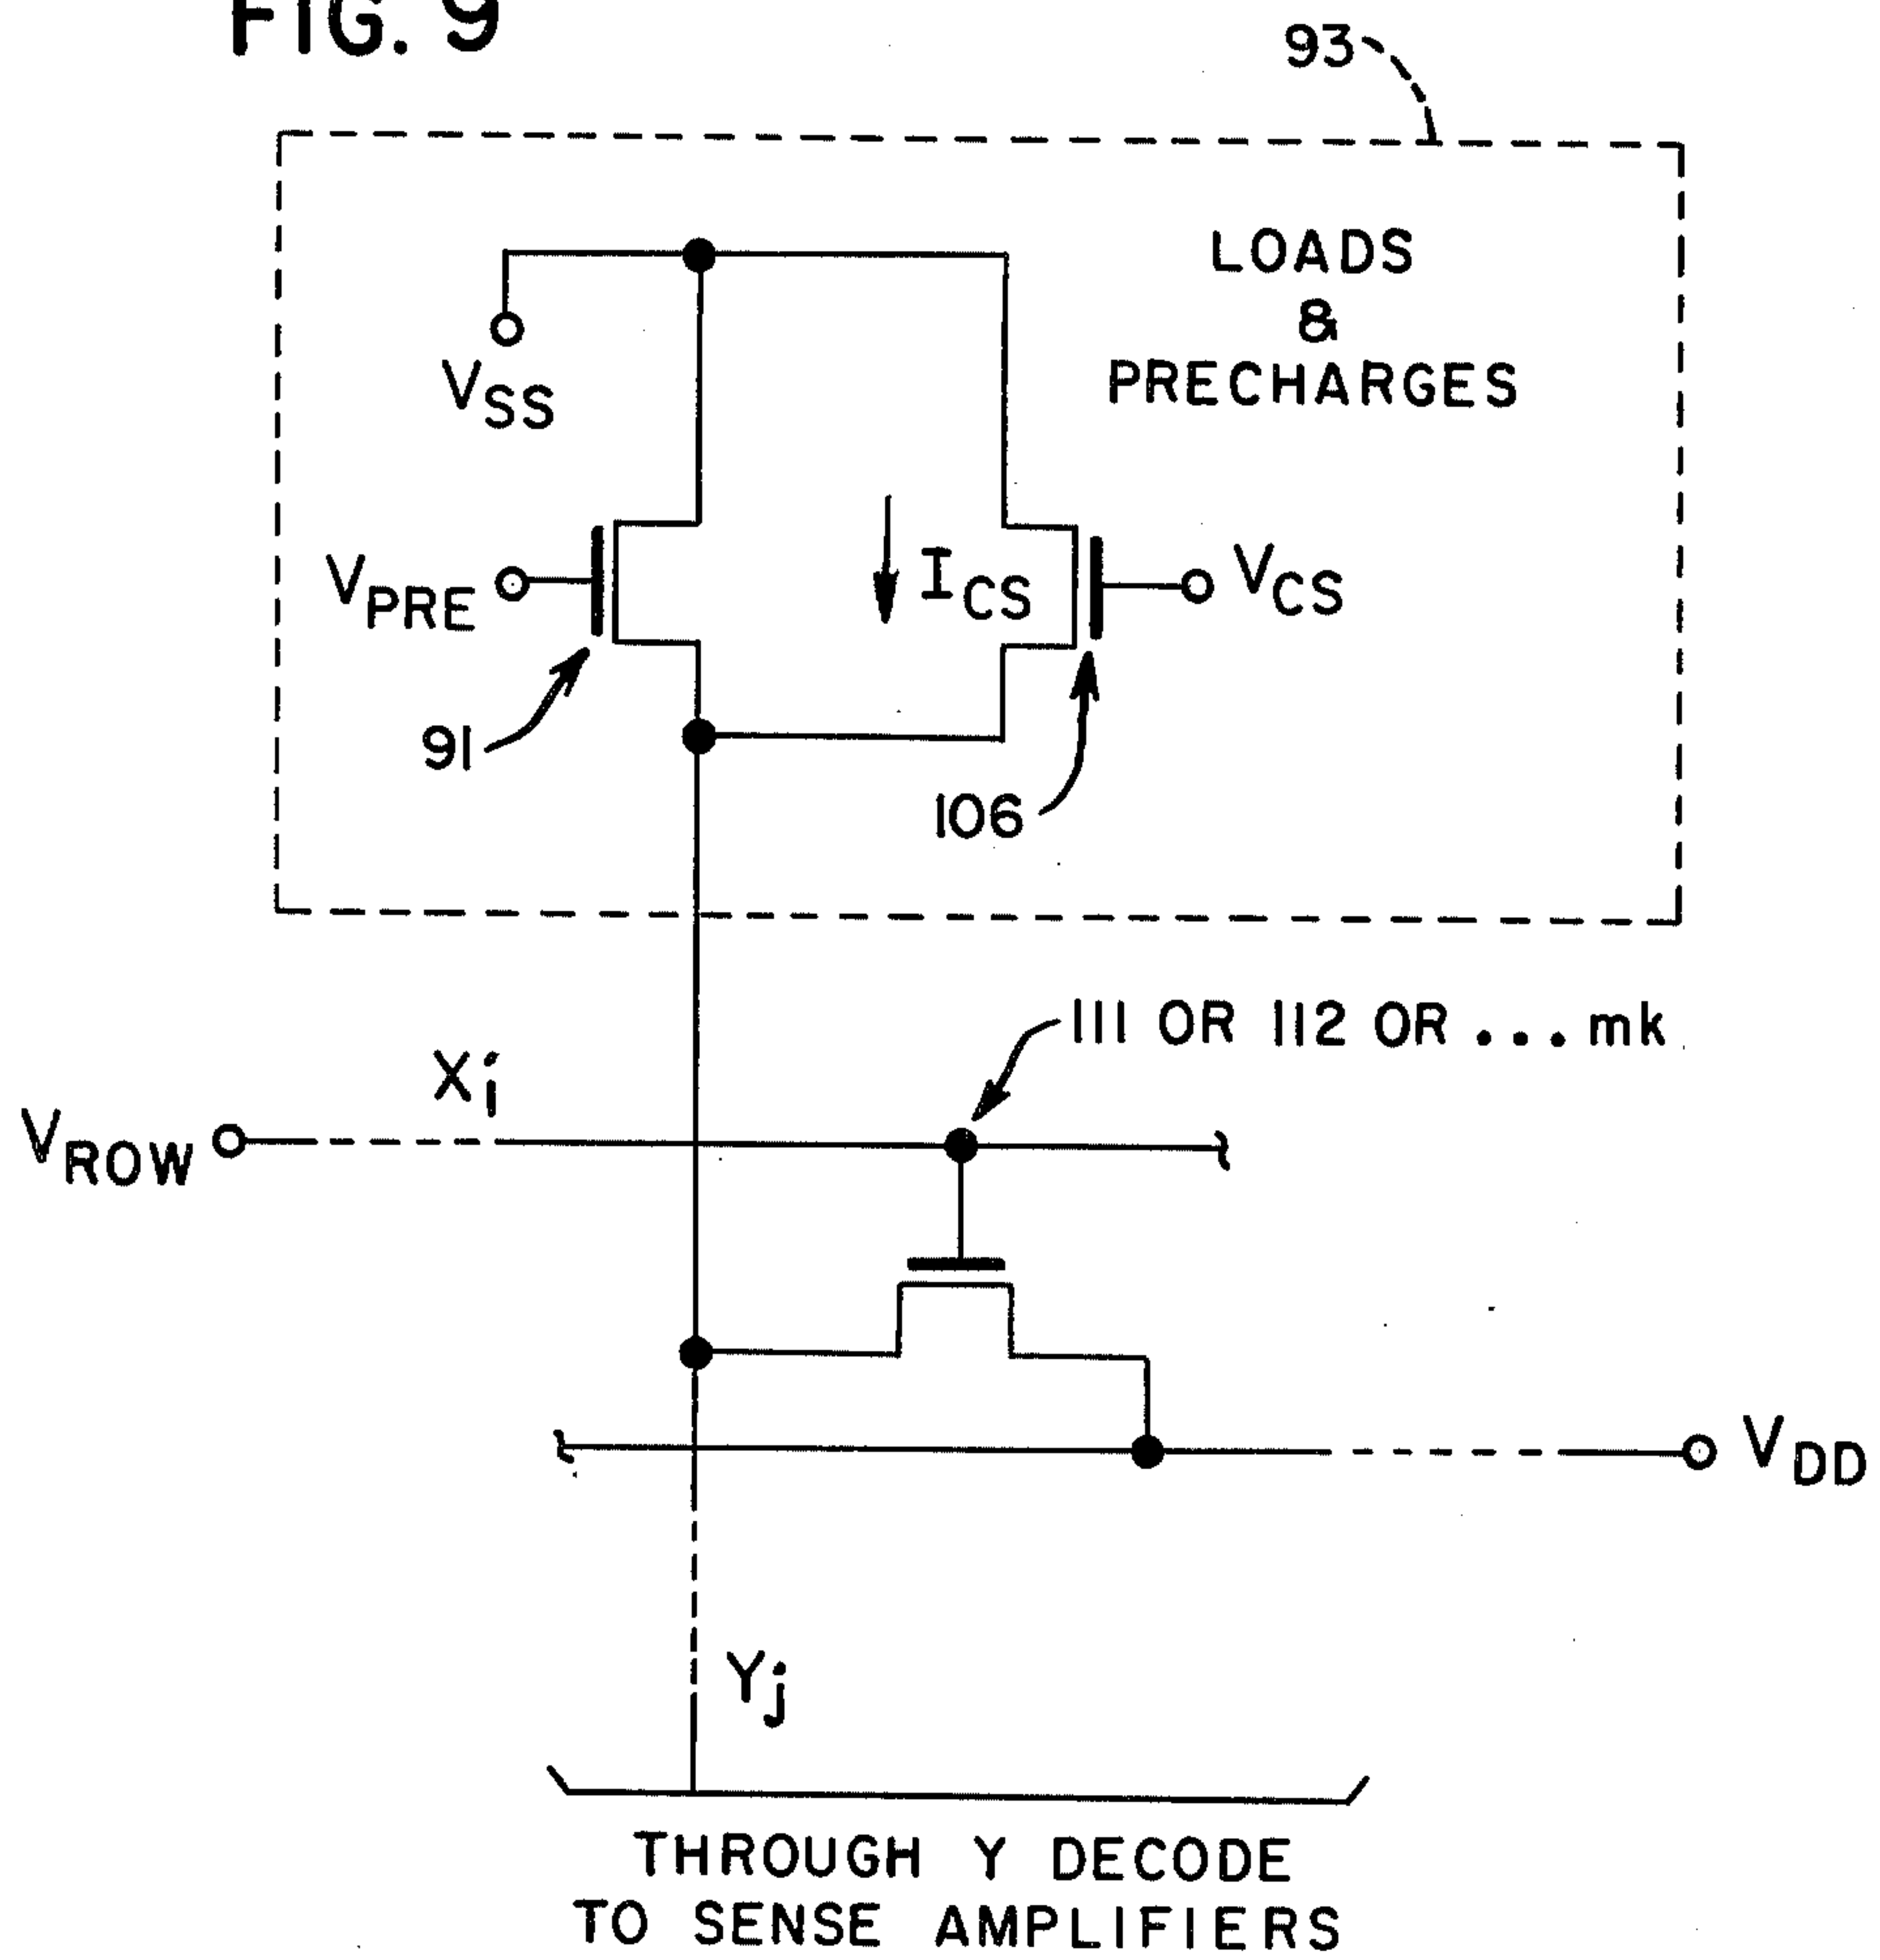 FIG. 9
93
LOADS
&
PRECHARGES
VSS
VPRE
ICS
VCS
91
106
111 OR 112 OR ... mk
Xi
VROW
VDD
Yj
THROUGH Y DECODE
TO SENSE AMPLIFIERS